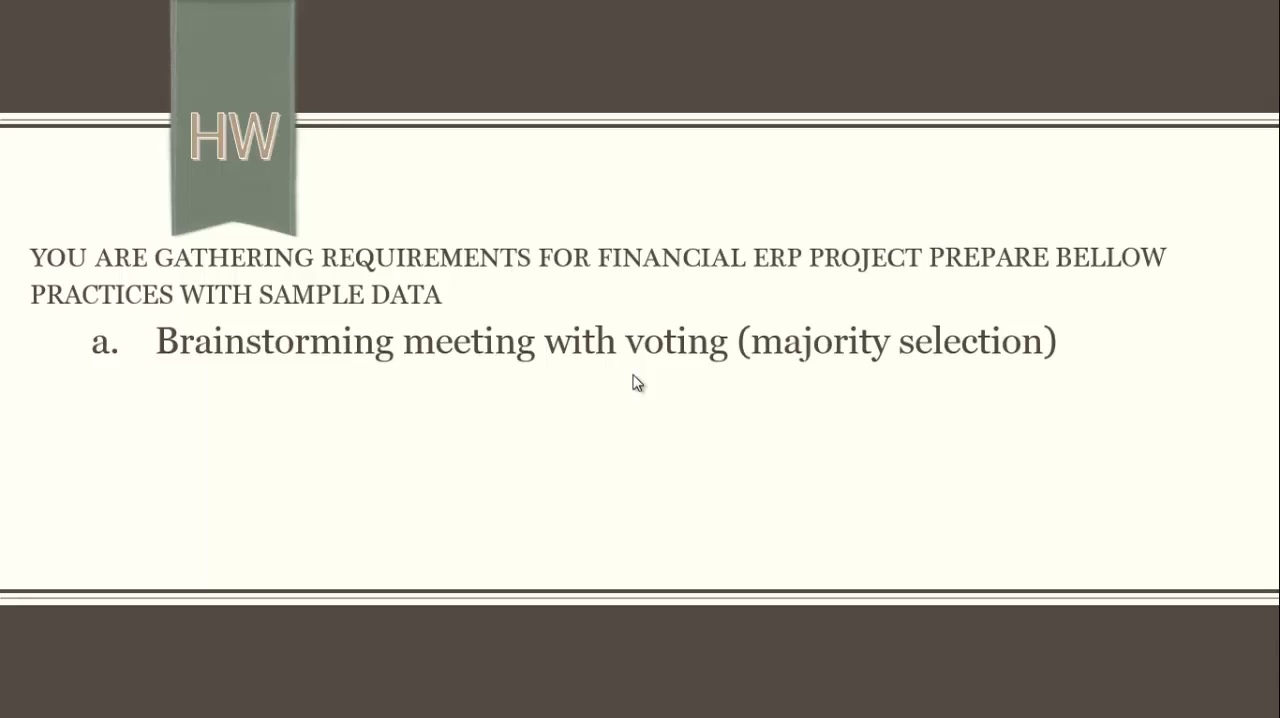 HW
YOU ARE GATHERING REQUIREMENTS FOR FINANCIAL ERP PROJECT PREPARE BELLOW
PRACTICES WITH SAMPLE DATA
a. Brainstorming meeting with voting (majority selection)